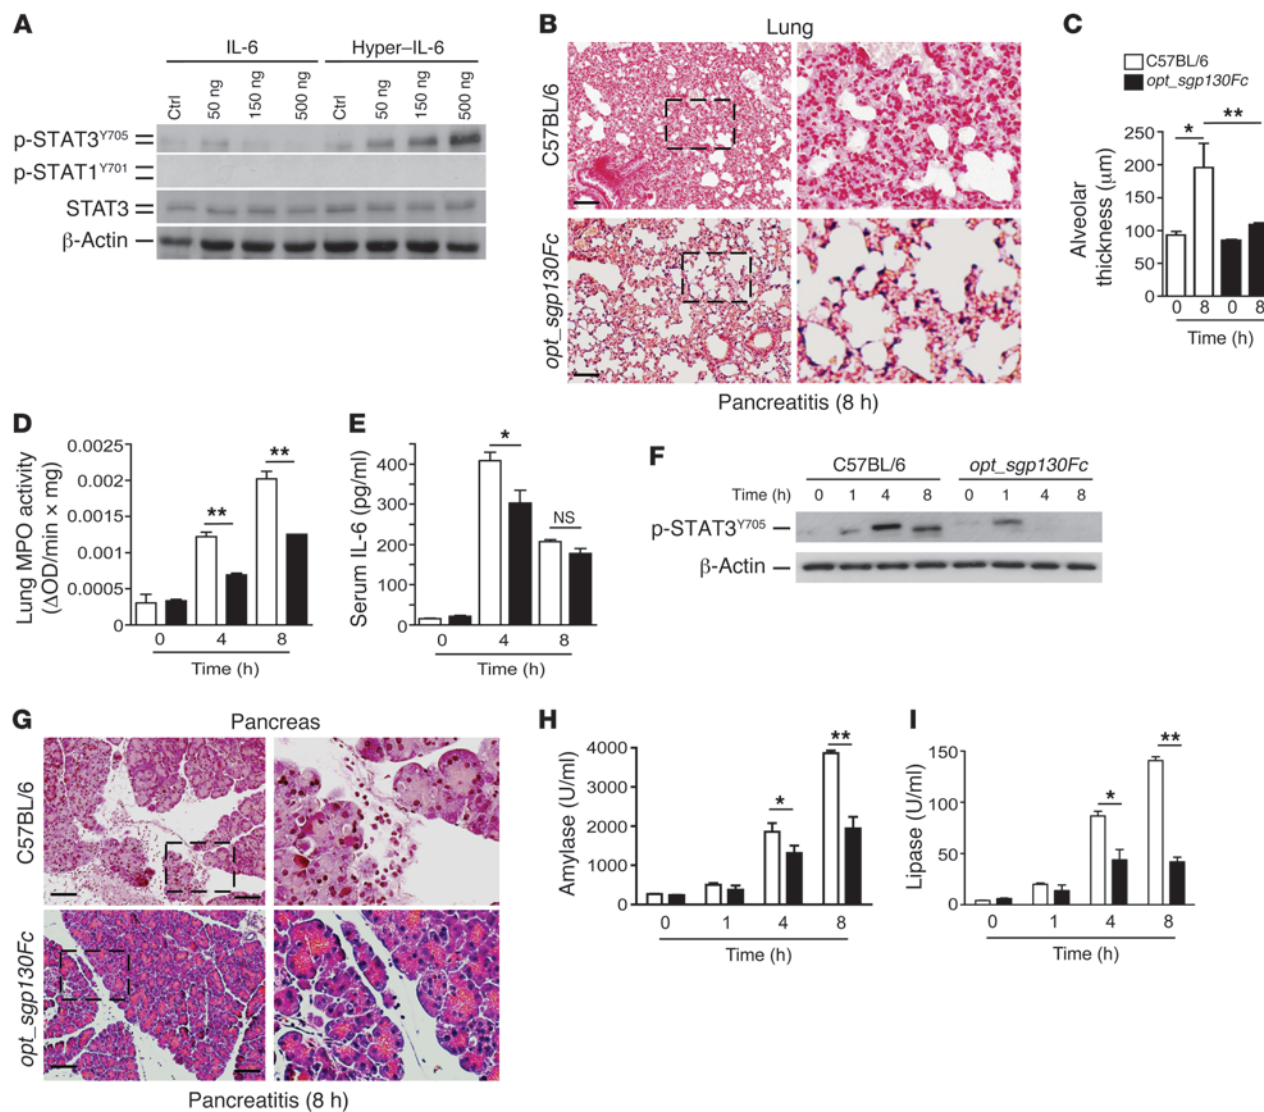 A
IL-6 Hyper–IL-6
Ctrl 50 ng 150 ng 500 ng Ctrl 50 ng 150 ng 500 ng
p-STAT3Y705
p-STAT1Y701
STAT3
β-Actin
B
Lung
C57BL/6
opt_sgp130Fc
Pancreatitis (8 h)
C
C57BL/6
opt_sgp130Fc
* **
250
200
150
100
50
0
Alveolar
thickness (μm)
0 8 0 8
Time (h)
D
0.0025
0.002
0.0015
0.001
0.0005
0
Lung MPO activity
(ΔOD/min × mg)
** **
0 4 8
Time (h)
E
400
300
200
100
0
Serum IL-6 (pg/ml)
* NS
0 4 8
Time (h)
F
C57BL/6 opt_sgp130Fc
Time (h) 0 1 4 8 0 1 4 8
p-STAT3Y705
β-Actin
G
Pancreas
C57BL/6
opt_sgp130Fc
Pancreatitis (8 h)
H
4000
3000
2000
1000
0
Amylase (U/ml)
* **
0 1 4 8
Time (h)
I
150
100
50
0
Lipase (U/ml)
* **
0 1 4 8
Time (h)